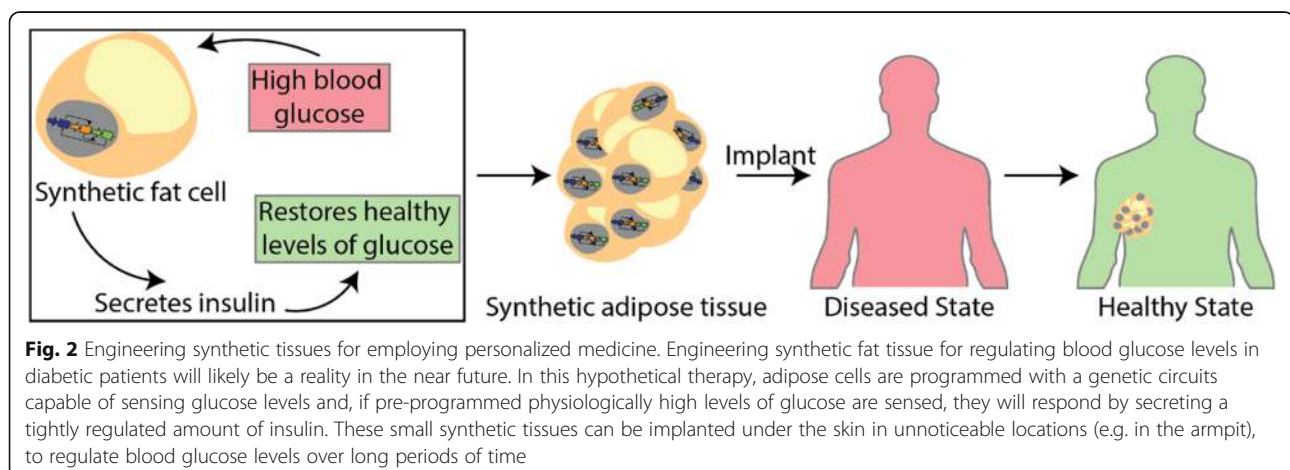 High blood
glucose
Synthetic fat cell
Restores healthy
levels of glucose
Secretes insulin
Synthetic adipose tissue
Implant
Diseased State
Healthy State
Fig. 2 Engineering synthetic tissues for employing personalized medicine. Engineering synthetic fat tissue for regulating blood glucose levels in
diabetic patients will likely be a reality in the near future. In this hypothetical therapy, adipose cells are programmed with a genetic circuits
capable of sensing glucose levels and, if pre-programmed physiologically high levels of glucose are sensed, they will respond by secreting a
tightly regulated amount of insulin. These small synthetic tissues can be implanted under the skin in unnoticeable locations (e.g. in the armpit),
to regulate blood glucose levels over long periods of time